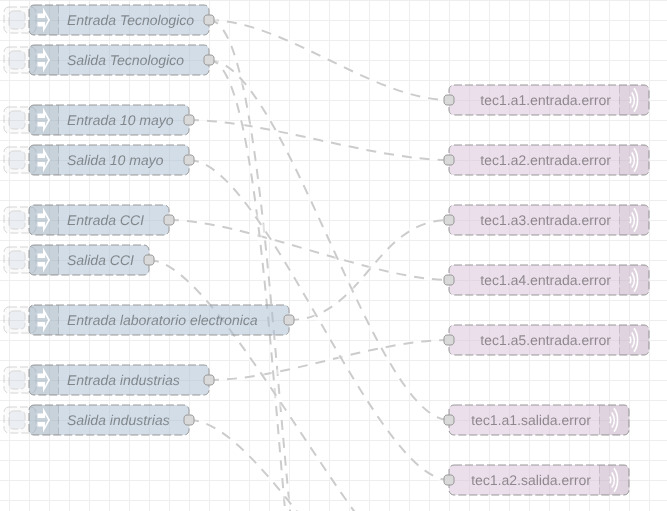 Entrada Tecnologico
Salida Tecnologico
tec1.a1.entrada.error
Entrada 10 mayo
Salida 10 mayo
tec1.a2.entrada.error
Entrada CCI
tec1.a3.entrada.error
Salida CCI
tec1.a4.entrada.error
Entrada laboratorio electronica
tec1.a5.entrada.error
Entrada industrias
Salida industrias
tec1.a1.salida.error
tec1.a2.salida.error